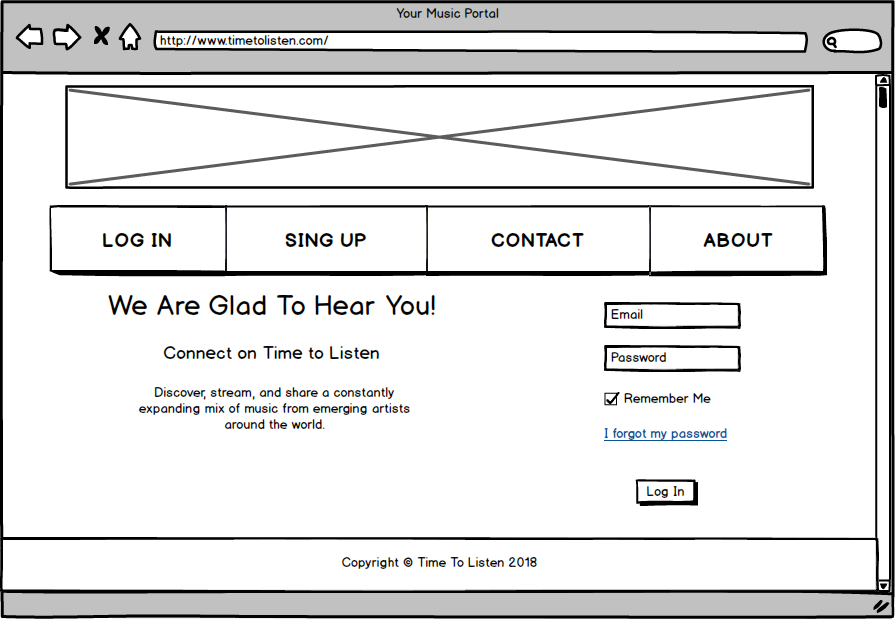 Your Music Portal
http://www.timetolisten.com/
LOG IN
SING UP
CONTACT
ABOUT
We Are Glad To Hear You!
Connect on Time to Listen
Discover, stream, and share a constantly
expanding mix of music from emerging artists
around the world.
Email
Password
Remember Me
I forgot my password
Log In
Copyright © Time To Listen 2018